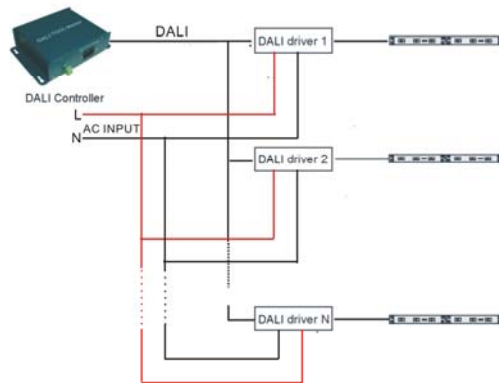 DALI
DALI driver 1
DALI Controller
L
N
AC INPUT
DALI driver 2
DALI driver N